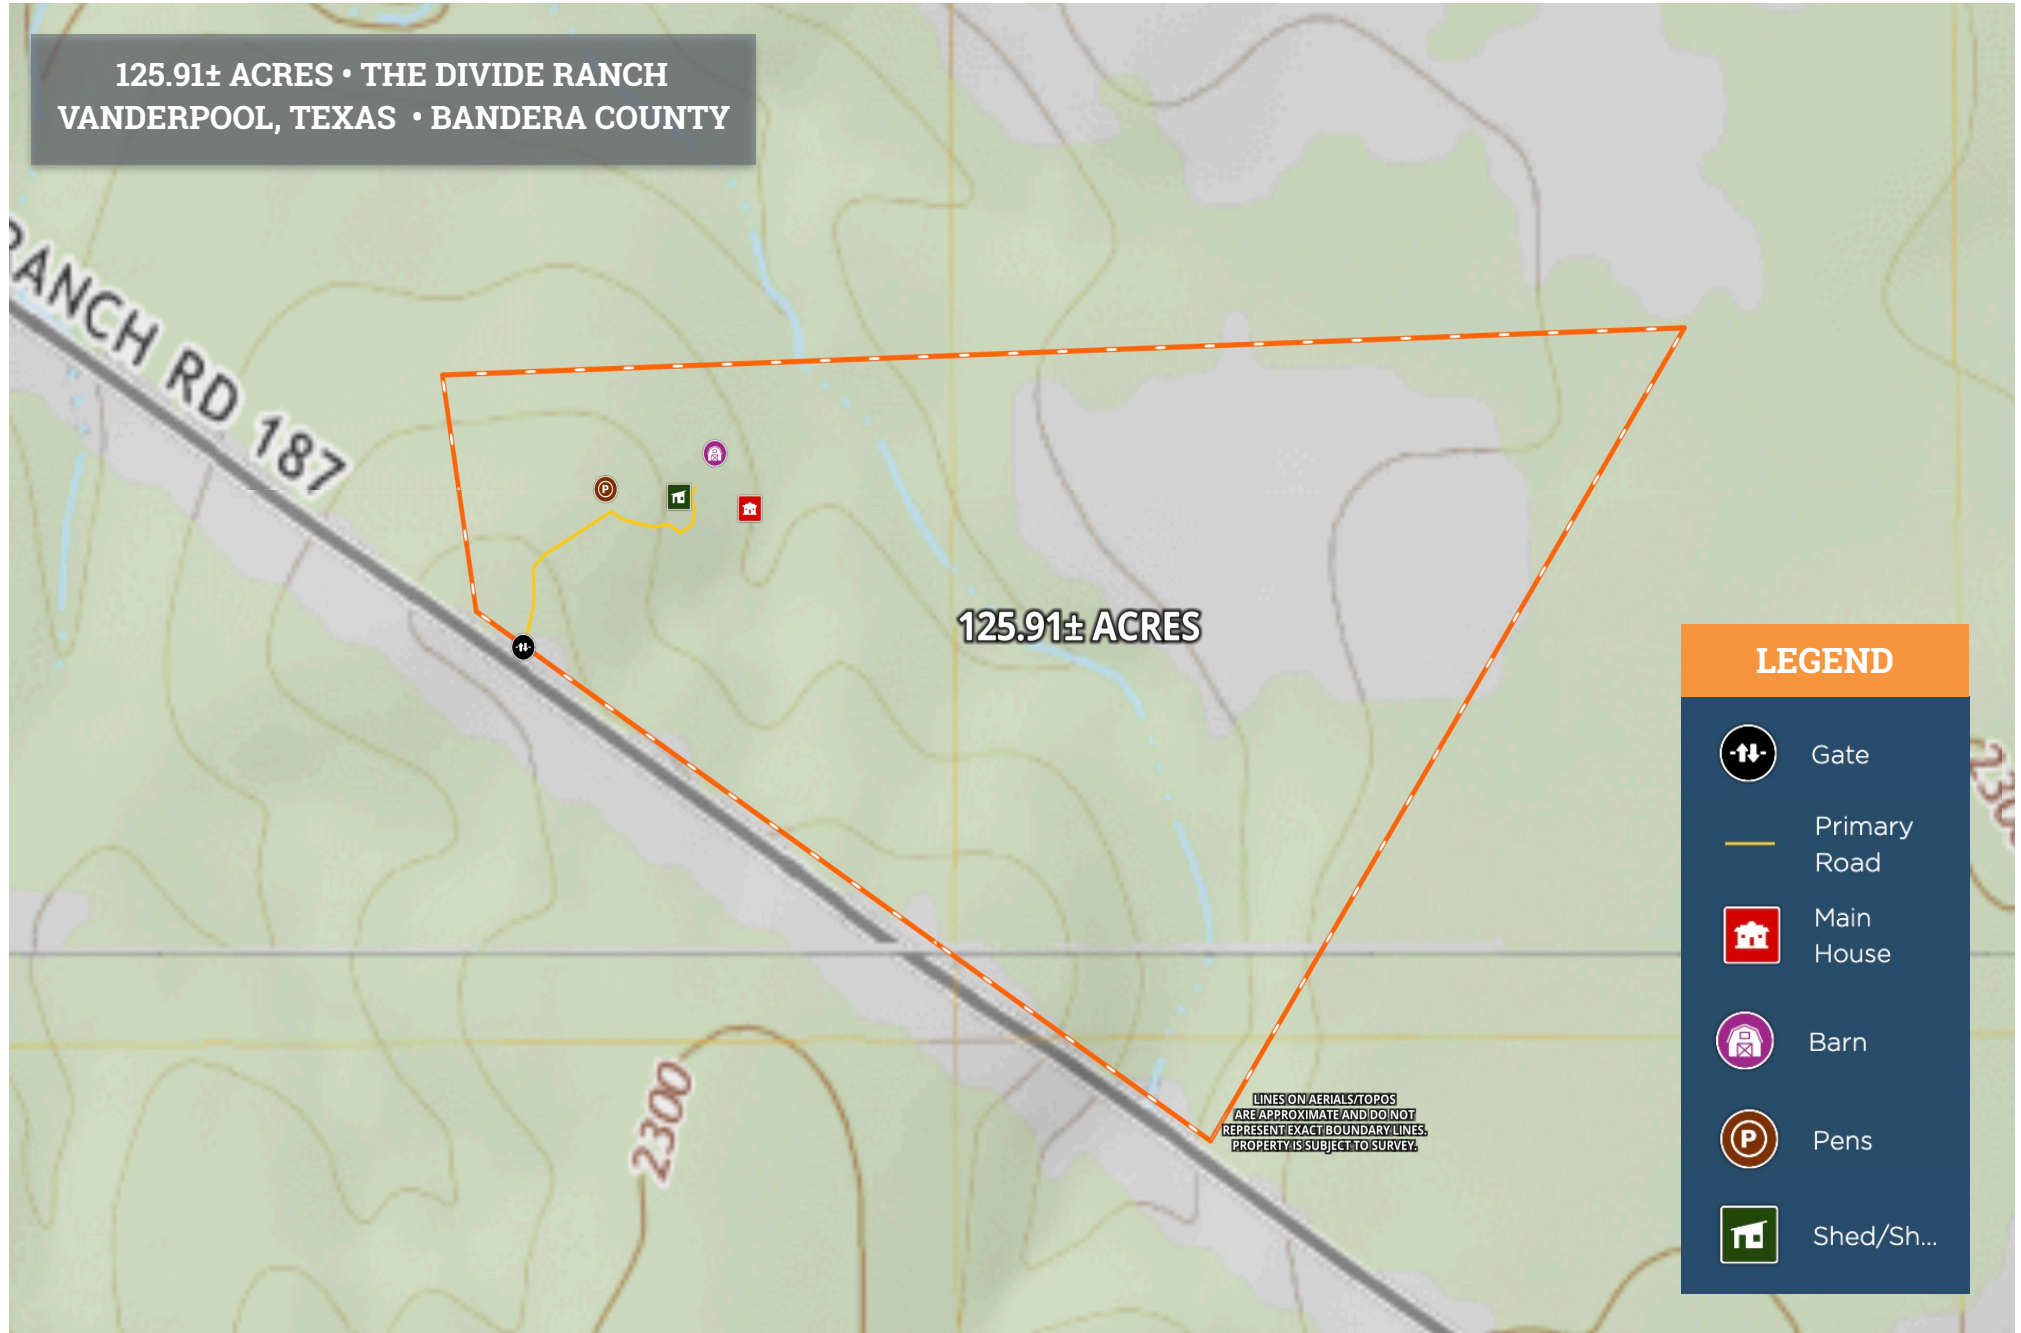 125.91± ACRES • THE DIVIDE RANCH
VANDERPOOL, TEXAS • BANDERA COUNTY
RANCH RD 187
P
125.91± ACRES
LEGEND
Gate
Primary
Road
Main
House
Barn
P
Pens
Shed/Sh...
2300
2300
LINES ON AERIALS/TOPOS
ARE APPROXIMATE AND DO NOT
REPRESENT EXACT BOUNDARY LINES.
PROPERTY IS SUBJECT TO SURVEY.